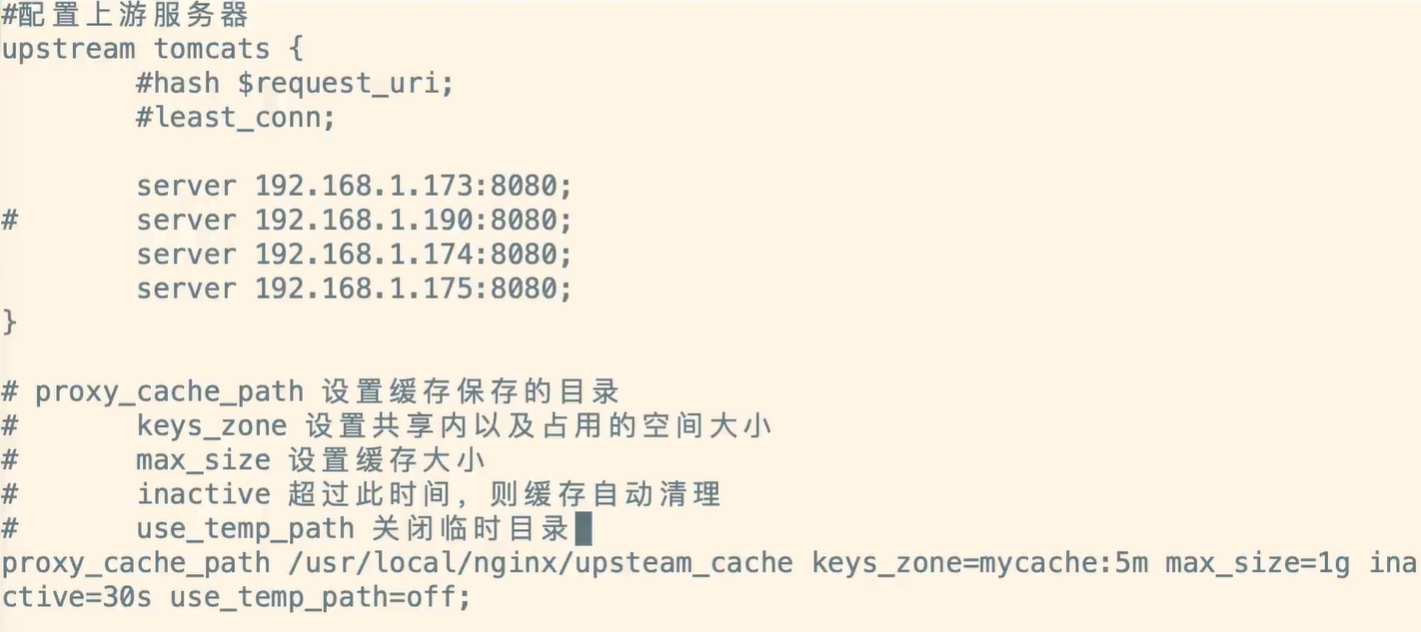 #配置上游服务器
upstream tomcats {
        #hash $request_uri;
        #least_conn;

        server 192.168.1.173:8080;
#       server 192.168.1.190:8080;
        server 192.168.1.174:8080;
        server 192.168.1.175:8080;
}

# proxy_cache_path 设置缓存保存的目录
#       keys_zone 设置共享内以及占用的空间大小
#       max_size 设置缓存大小
#       inactive 超过此时间，则缓存自动清理
#       use_temp_path 关闭临时目录
proxy_cache_path /usr/local/nginx/upsteam_cache keys_zone=mycache:5m max_size=1g ina
ctive=30s use_temp_path=off;